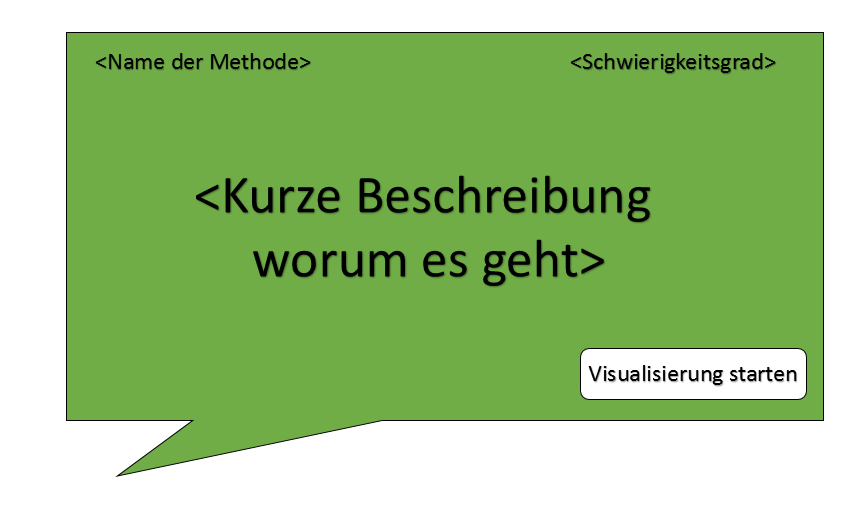 <Name der Methode>
<Schwierigkeitsgrad>
<Kurze Beschreibung
worum es geht>
Visualisierung starten